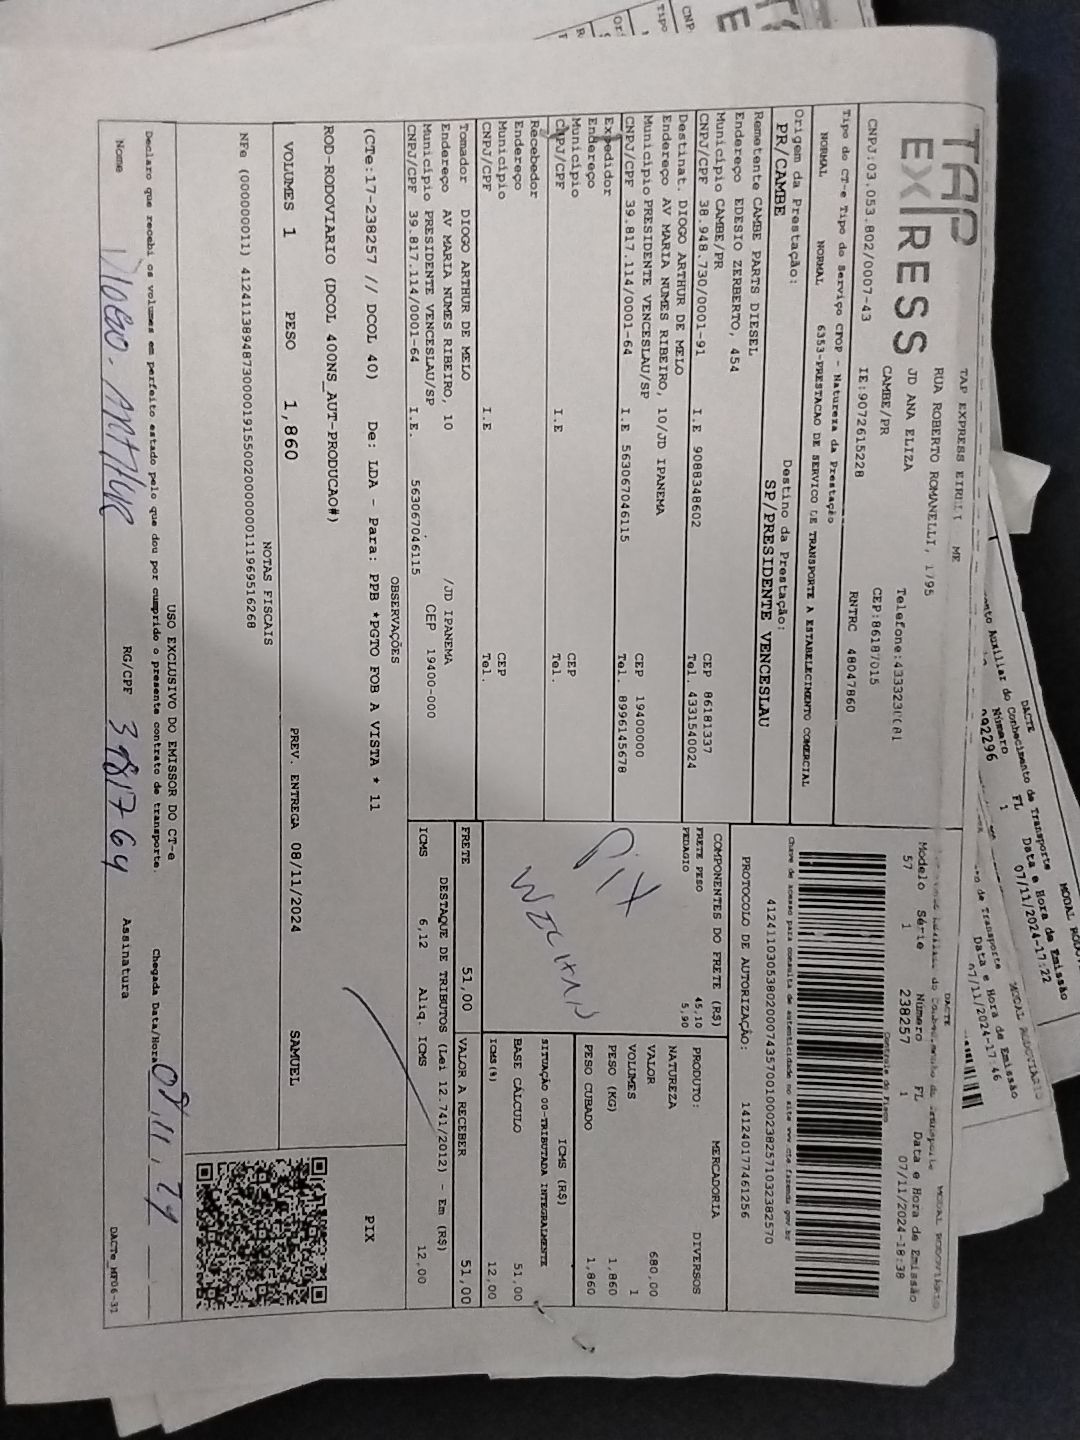 TAP
EXPRESS
TAP EXPRESS EIRELI ME
RUA ROBERTO ROMANELLI, 1795
JD ANA ELIZA
CAMBE/PR
CEP:86187015
CNPJ:03.053.802/0007-43 IE:9072615228 RNTRC 48047860
Tipo do CT-e Tipo do Serviço CFOP - Natureza da Prestação
NORMAL NORMAL 6353-PRESTACAO DE SERVICO DE TRANSPORTE A ESTABELECIMENTO COMERCIAL
Origem da Prestação: Destino da Prestação:
PR/CAMBE SP/PRESIDENTE VENCESLAU
Remetente CAMBE PARTS DIESEL
Endereço EDESIO ZERBERTO, 454
Município CAMBE/PR CEP 86181337
CNPJ/CPF 38.948.730/0001-91 I.E 9088348602 Tel. 4331540024
Destinat. DIOGO ARTHUR DE MELO
Endereço AV MARIA NUMES RIBEIRO, 10/JD IPANEMA
Município PRESIDENTE VENCESLAU/SP CEP 19400000
CNPJ/CPF 39.817.114/0001-64 I.E 563067046115 Tel. 8996145678
Expedidor
Endereço
Município CEP
CNPJ/CPF I.E Tel.
Recebedor
Endereço
Município CEP
CNPJ/CPF I.E Tel.
Tomador DIOGO ARTHUR DE MELO
Endereço AV MARIA NUMES RIBEIRO, 10 /JD IPANEMA
Município PRESIDENTE VENCESLAU/SP CEP 19400-000
CNPJ/CPF 39.817.114/0001-64 I.E. 563067046115
OBSERVAÇÕES
(CTe:17-238257 // DCOL 40) De: LDA - Para: PPB *PGTO FOB A VISTA * 11
ROD-RODOVIARIO (DCOL 400NS_AUT-PRODUCAO#)
Modelo Série Número FL Data e Hora de Emissão
57 1 238257 1 07/11/2024-18:38
Controle do Fisco
Chave de acesso para consulta de autenticidade no site www.cte.fazenda.gov.br
41241103053802000743570010002382571032382570
PROTOCOLO DE AUTORIZAÇÃO: 141240177461256
COMPONENTES DO FRETE (R$)
FRETE PESO 45,10
PEDAGIO 5,90
PIX
MERCADORIA
PRODUTO: DIVERSOS
NATUREZA
VALOR 680,00
VOLUMES 1
PESO (KG) 1,860
PESO CUBADO 1,860
ICMS (R$)
SITUAÇÃO 00-TRIBUTADA INTEGRALMENTE
BASE CÁLCULO 51,00
ICMS(%) 12,00
FRETE 51,00 VALOR A RECEBER 51,00
DESTAQUE DE TRIBUTOS (Lei 12.741/2012) - Em (R$)
ICMS 6,12 Aliq. ICMS 12,00
PIX
VOLUMES 1 PESO 1,860 PREV. ENTREGA 08/11/2024 SAMUEL
NOTAS FISCAIS
NFe (000000011) 41241138948730000191550020000000111969516268
USO EXCLUSIVO DO EMISSOR DO CT-e
Declaro que recebi os volumes em perfeito estado pelo que dou por cumprido o presente contrato de transporte.
Chegada Data/Hora 08/11/24
Nome Diogo Arthur RG/CPF 3981764 Assinatura
DACTe_MF06-31
DACTE
MODAL RODOV
Número FL Data e Hora de Emissão
092296 1 07/11/2024-17:22
Data e Hora de Emissão
07/11/2024-17:46